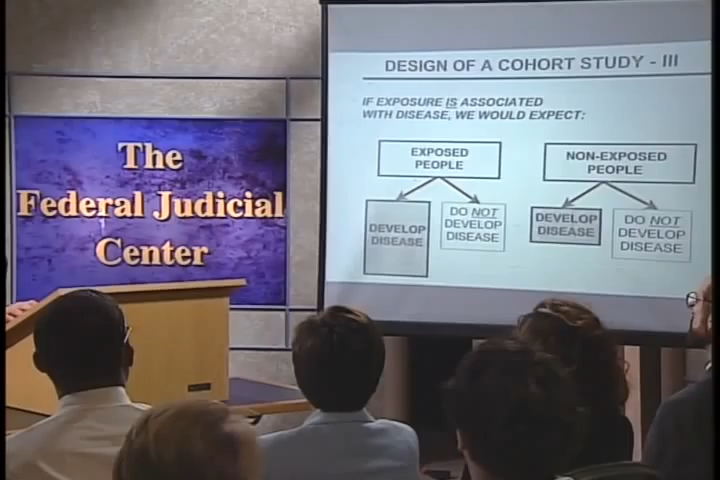 The
Federal Judicial
Center
DESIGN OF A COHORT STUDY - III
IF EXPOSURE IS ASSOCIATED
WITH DISEASE, WE WOULD EXPECT:
EXPOSED
PEOPLE
NON-EXPOSED
PEOPLE
DEVELOP
DISEASE
DO NOT
DEVELOP
DISEASE
DEVELOP
DISEASE
DO NOT
DEVELOP
DISEASE